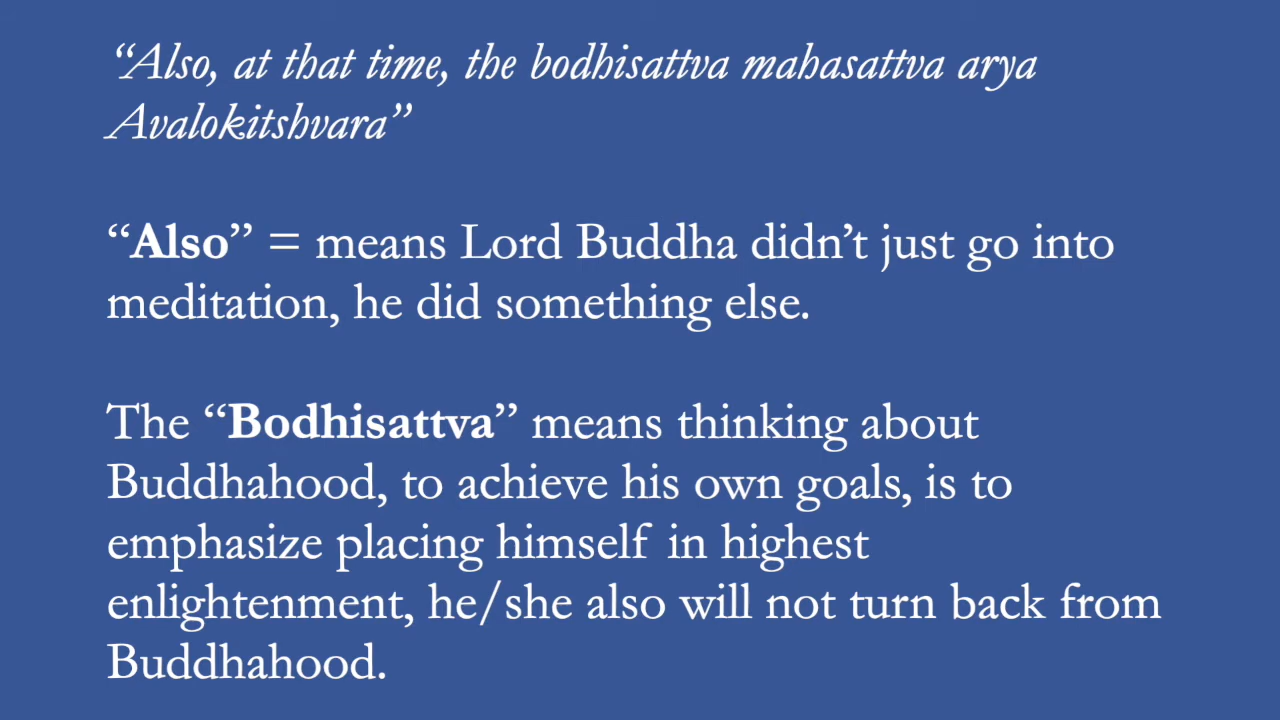 “Also, at that time, the bodhisattva mahasattva arya
Avalokitshvara”
“Also” = means Lord Buddha didn’t just go into
meditation, he did something else.
The “Bodhisattva” means thinking about
Buddhahood, to achieve his own goals, is to
emphasize placing himself in highest
enlightenment, he/she also will not turn back from
Buddhahood.